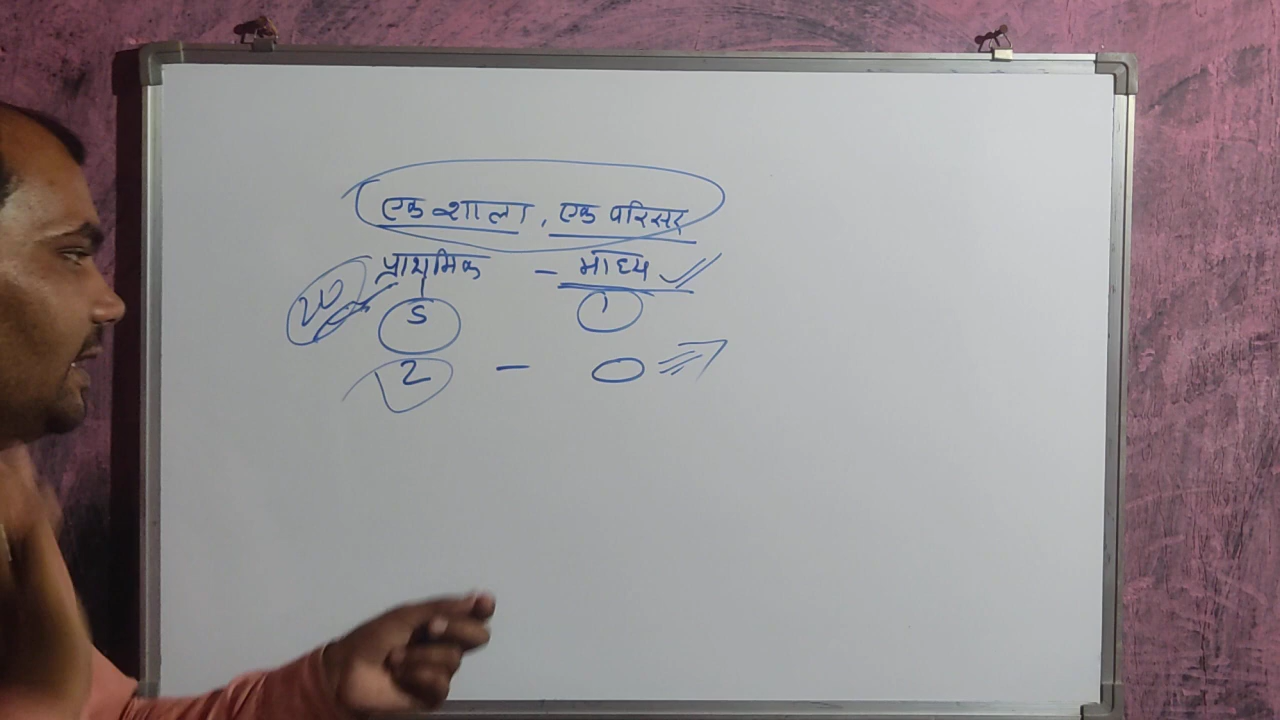 एक शाला, एक परिसर
प्राथमिक - माध्य
5 1
2 - 0